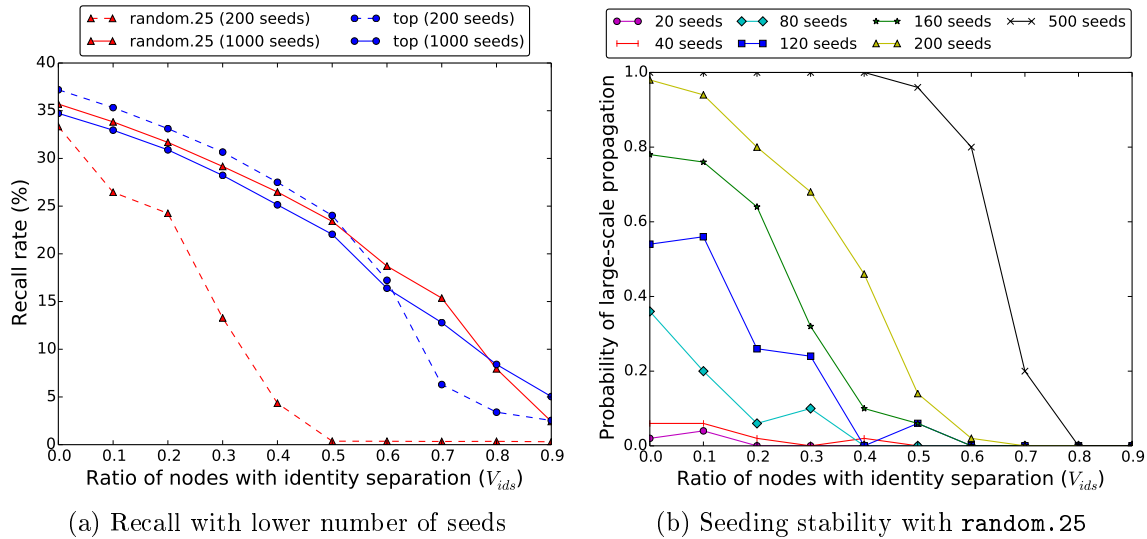 random.25 (200 seeds) top (200 seeds)
random.25 (1000 seeds) top (1000 seeds)
40
35
30
25
20
15
10
5
0
Recall rate (%)
0.0 0.1 0.2 0.3 0.4 0.5 0.6 0.7 0.8 0.9
Ratio of nodes with identity separation (V_ids)
(a) Recall with lower number of seeds
20 seeds 80 seeds 160 seeds 500 seeds
40 seeds 120 seeds 200 seeds
1.0
0.8
0.6
0.4
0.2
0.0
Probability of large-scale propagation
0.0 0.1 0.2 0.3 0.4 0.5 0.6 0.7 0.8 0.9
Ratio of nodes with identity separation (V_ids)
(b) Seeding stability with random.25